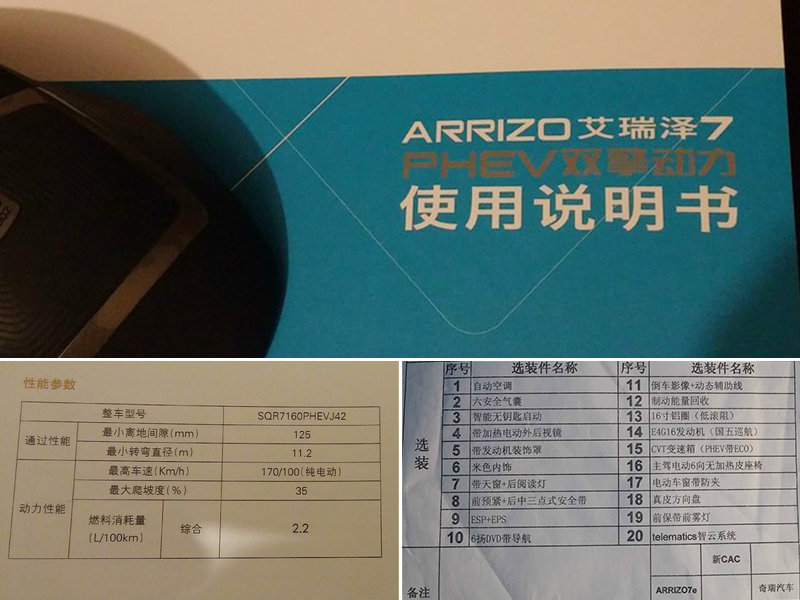 ARRIZO 艾瑞泽7
PHEV双擎动力
使用说明书
性能参数
整车型号 SQR7160PHEVJ42
通过性能 最小离地间隙(mm) 125
最小转弯直径(m) 11.2
动力性能 最高车速(Km/h) 170/100(纯电动)
最大爬坡度(%) 35
燃料消耗量(L/100km) 综合 2.2
序号 选装件名称 序号 选装件名称
选装
1 自动空调 11 倒车影像+动态辅助线
2 六安全气囊 12 制动能量回收
3 智能无钥匙启动 13 16寸铝圈（低滚阻）
4 带加热电动外后视镜 14 E4G16发动机（国五巡航）
5 带发动机装饰罩 15 CVT变速箱（PHEV带ECO）
6 米色内饰 16 主驾电动6向无加热皮座椅
7 带天窗+后阅读灯 17 电动车窗带防夹
8 前预紧+后中三点式安全带 18 真皮方向盘
9 ESP+EPS 19 前保带前雾灯
10 6扬DVD带导航 20 telematics智云系统
备注 新CAC
ARRIZO7e 奇瑞汽车